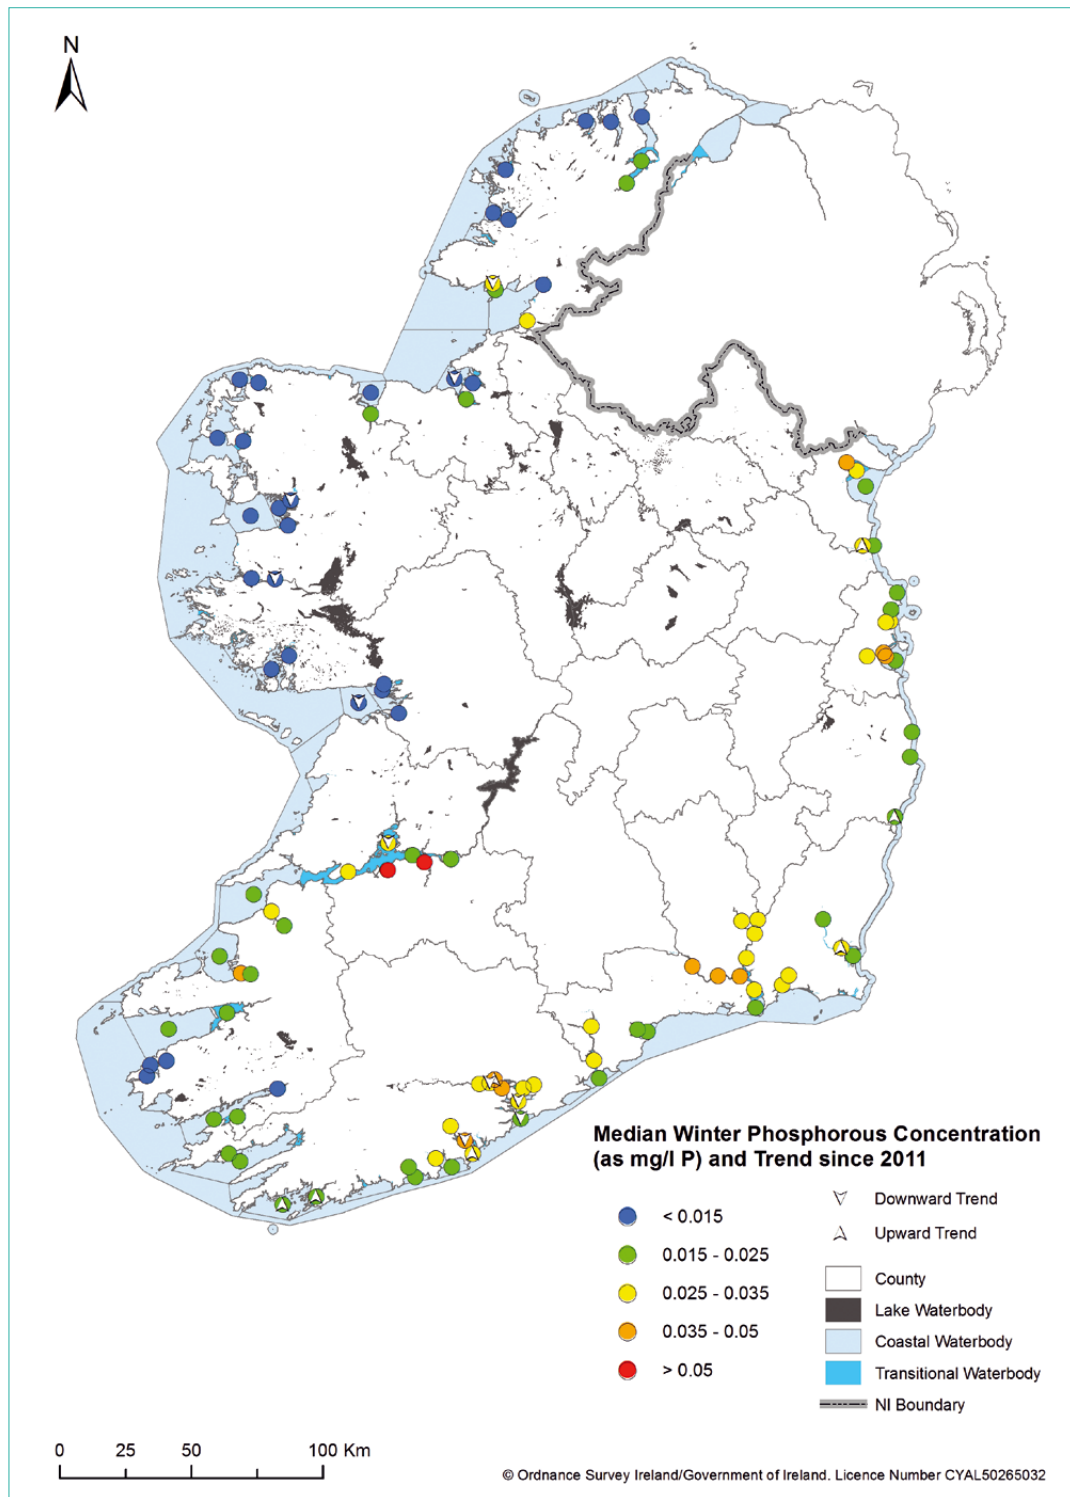 N
Median Winter Phosphorous Concentration
(as mg/l P) and Trend since 2011
< 0.015
0.015 - 0.025
0.025 - 0.035
0.035 - 0.05
> 0.05
Downward Trend
Upward Trend
County
Lake Waterbody
Coastal Waterbody
Transitional Waterbody
NI Boundary
0 25 50 100 Km
© Ordnance Survey Ireland/Government of Ireland. Licence Number CYAL50265032